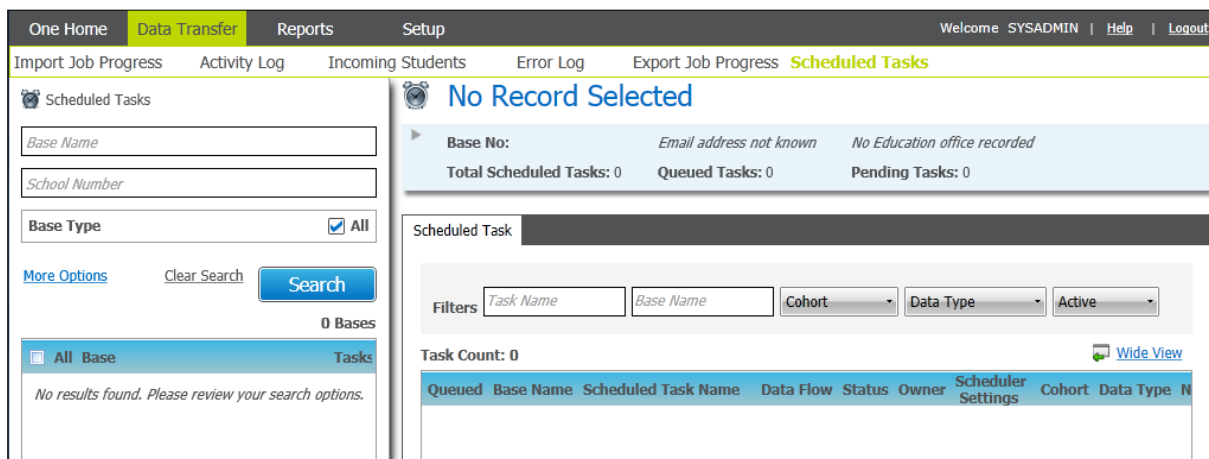 One Home Data Transfer Reports Setup Welcome SYSADMIN | Help | Logout
Import Job Progress Activity Log Incoming Students Error Log Export Job Progress Scheduled Tasks
Scheduled Tasks
Base Name
School Number
Base Type All
More Options Clear Search Search
0 Bases
All Base Tasks
No results found. Please review your search options.
No Record Selected
Base No: Email address not known No Education office recorded
Total Scheduled Tasks: 0 Queued Tasks: 0 Pending Tasks: 0
Scheduled Task
Filters Task Name Base Name Cohort Data Type Active
Task Count: 0 Wide View
Queued Base Name Scheduled Task Name Data Flow Status Owner Scheduler Settings Cohort Data Type N